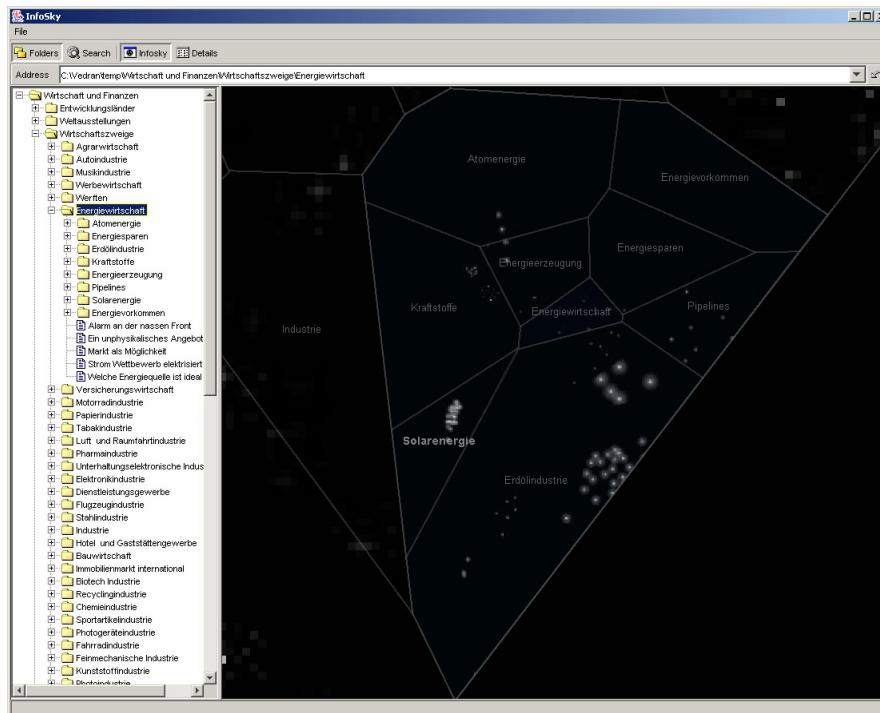 InfoSky
File
Folders Search Infosky Details
Address C:\Vedran\temp\Wirtschaft und Finanzen\Wirtschaftszweige\Energiewirtschaft
Wirtschaft und Finanzen
Entwicklungsländer
Weltausstellungen
Wirtschaftszweige
Agrarwirtschaft
Autoindustrie
Musikindustrie
Werbewirtschaft
Werften
Energiewirtschaft
Atomenergie
Energiesparen
Erdölindustrie
Kraftstoffe
Energieerzeugung
Pipelines
Solarenergie
Energievorkommen
Alarm an der nassen Front
Ein unphysikalisches Angebot
Markt als Möglichkeit
Strom Wettbewerb elektrisiert
Welche Energiequelle ist ideal
Versicherungswirtschaft
Motorradindustrie
Papierindustrie
Tabakindustrie
Luft und Raumfahrtindustrie
Pharmaindustrie
Unterhaltungselektronische Indus
Elektronikindustrie
Dienstleistungsgewerbe
Flugzeugindustrie
Stahlindustrie
Industrie
Hotel und Gaststättengewerbe
Bauwirtschaft
Immobilienmarkt international
Biotech Industrie
Recyclingindustrie
Chemieindustrie
Sportartikelindustrie
Photogeräteindustrie
Fahrradindustrie
Feinmechanische Industrie
Kunststoffindustrie
Photoindustrie
Atomenergie
Energievorkommen
Energiesparen
Energieerzeugung
Kraftstoffe
Energiewirtschaft
Pipelines
Industrie
Solarenergie
Erdölindustrie